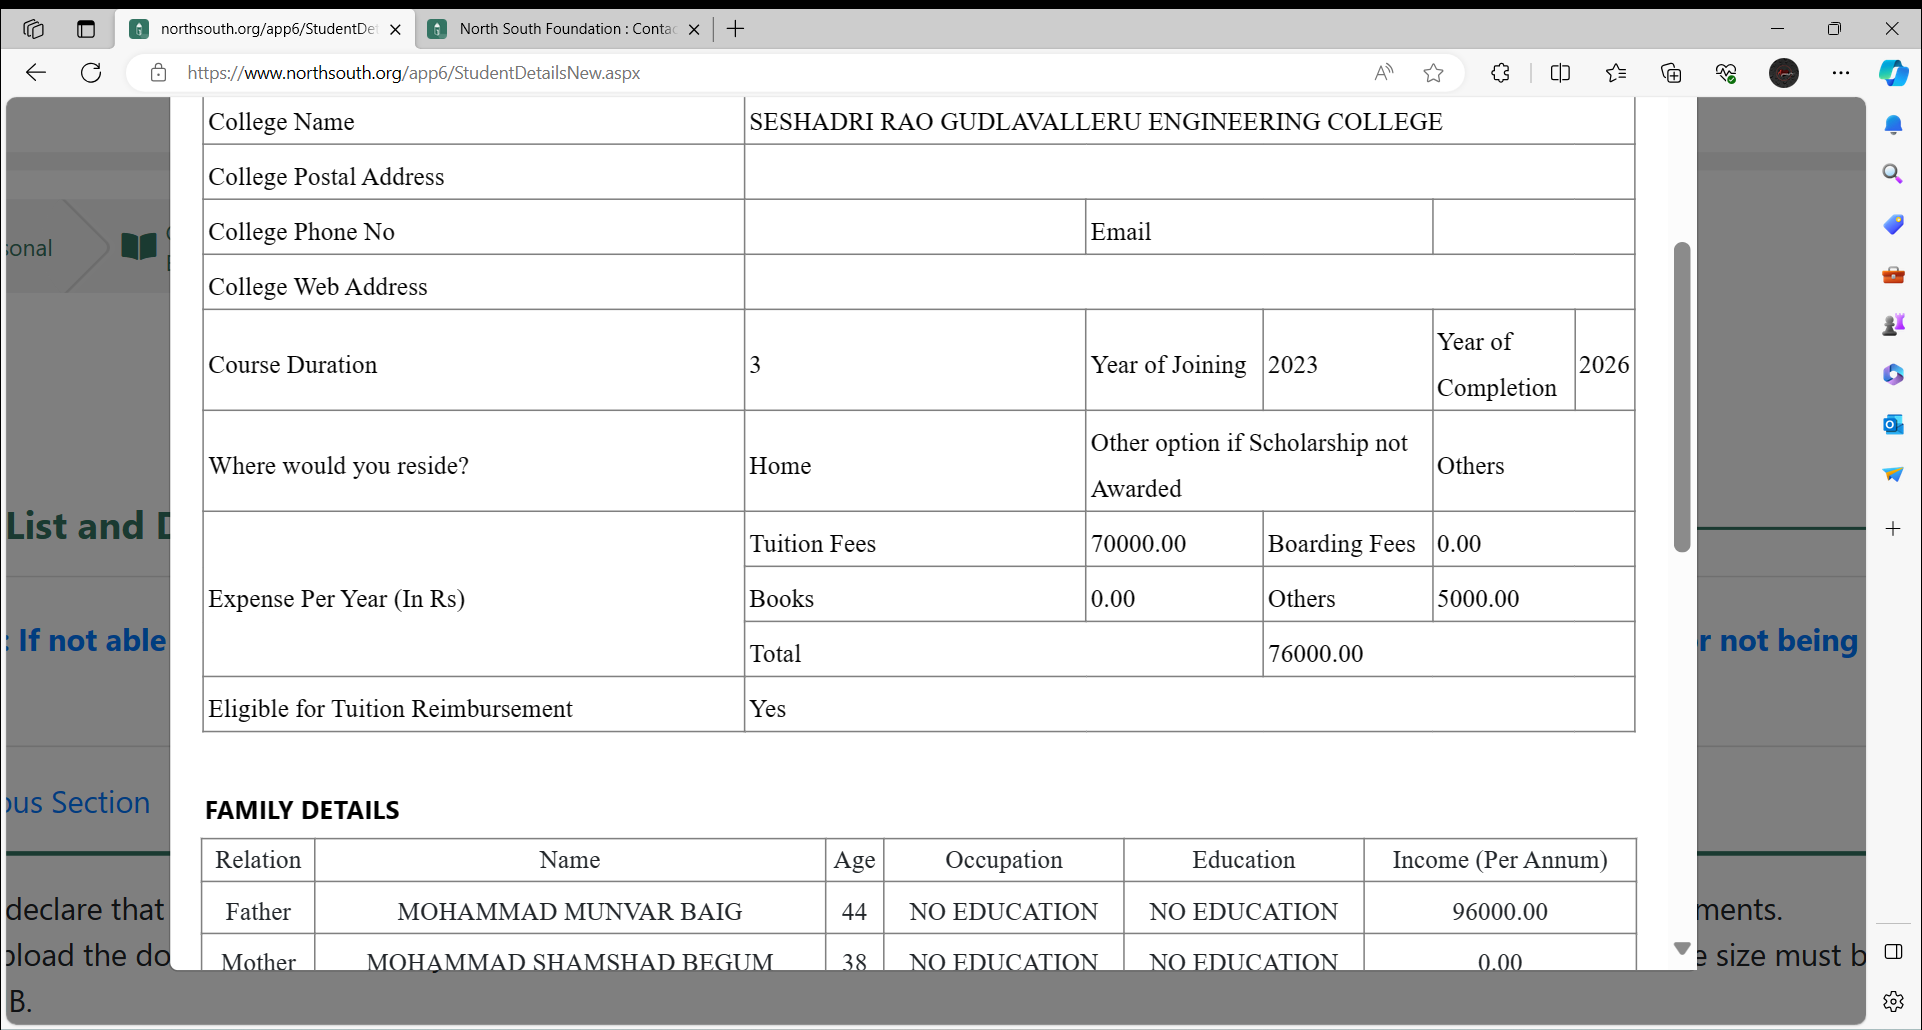 northsouth.org/app6/StudentDe
North South Foundation : Contac
https://www.northsouth.org/app6/StudentDetailsNew.aspx
College Name SESHADRI RAO GUDLAVALLERU ENGINEERING COLLEGE
College Postal Address
College Phone No Email
College Web Address
Course Duration 3 Year of Joining 2023 Year of Completion 2026
Where would you reside? Home Other option if Scholarship not Awarded Others
Expense Per Year (In Rs)
Tuition Fees 70000.00 Boarding Fees 0.00
Books 0.00 Others 5000.00
Total 76000.00
Eligible for Tuition Reimbursement Yes
sonal
List and D
: If not able
r not being
ous Section
FAMILY DETAILS
Relation Name Age Occupation Education Income (Per Annum)
Father MOHAMMAD MUNVAR BAIG 44 NO EDUCATION NO EDUCATION 96000.00
Mother MOHAMMAD SHAMSHAD BEGUM 38 NO EDUCATION NO EDUCATION 0.00
declare that
ments.
pload the do
e size must b
B.